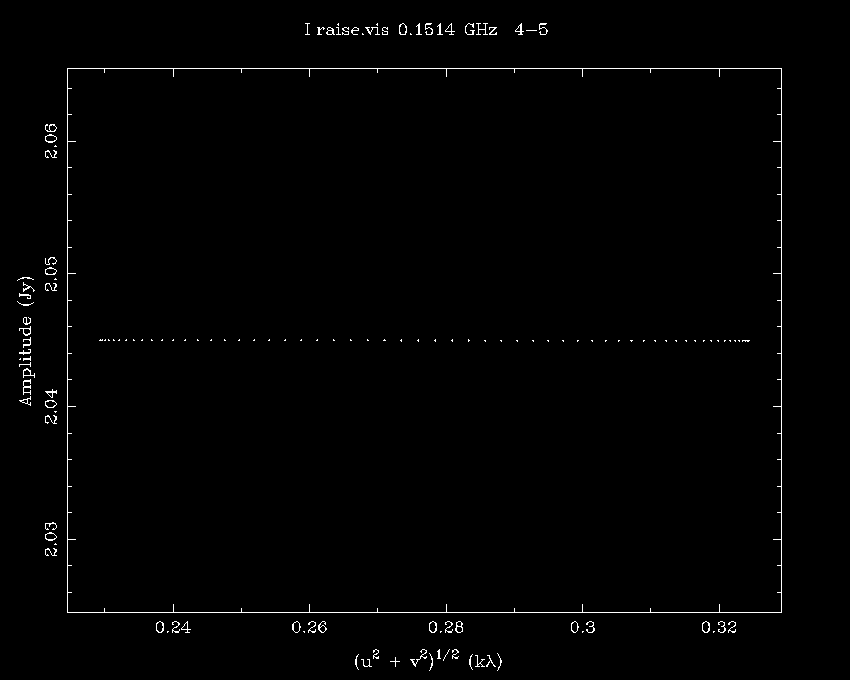 I raise.vis 0.1514 GHz 4-5
2.06
2.05
2.04
2.03
Amplitude (Jy)
0.24 0.26 0.28 0.3 0.32
(u² + v²)¹/² (kλ)